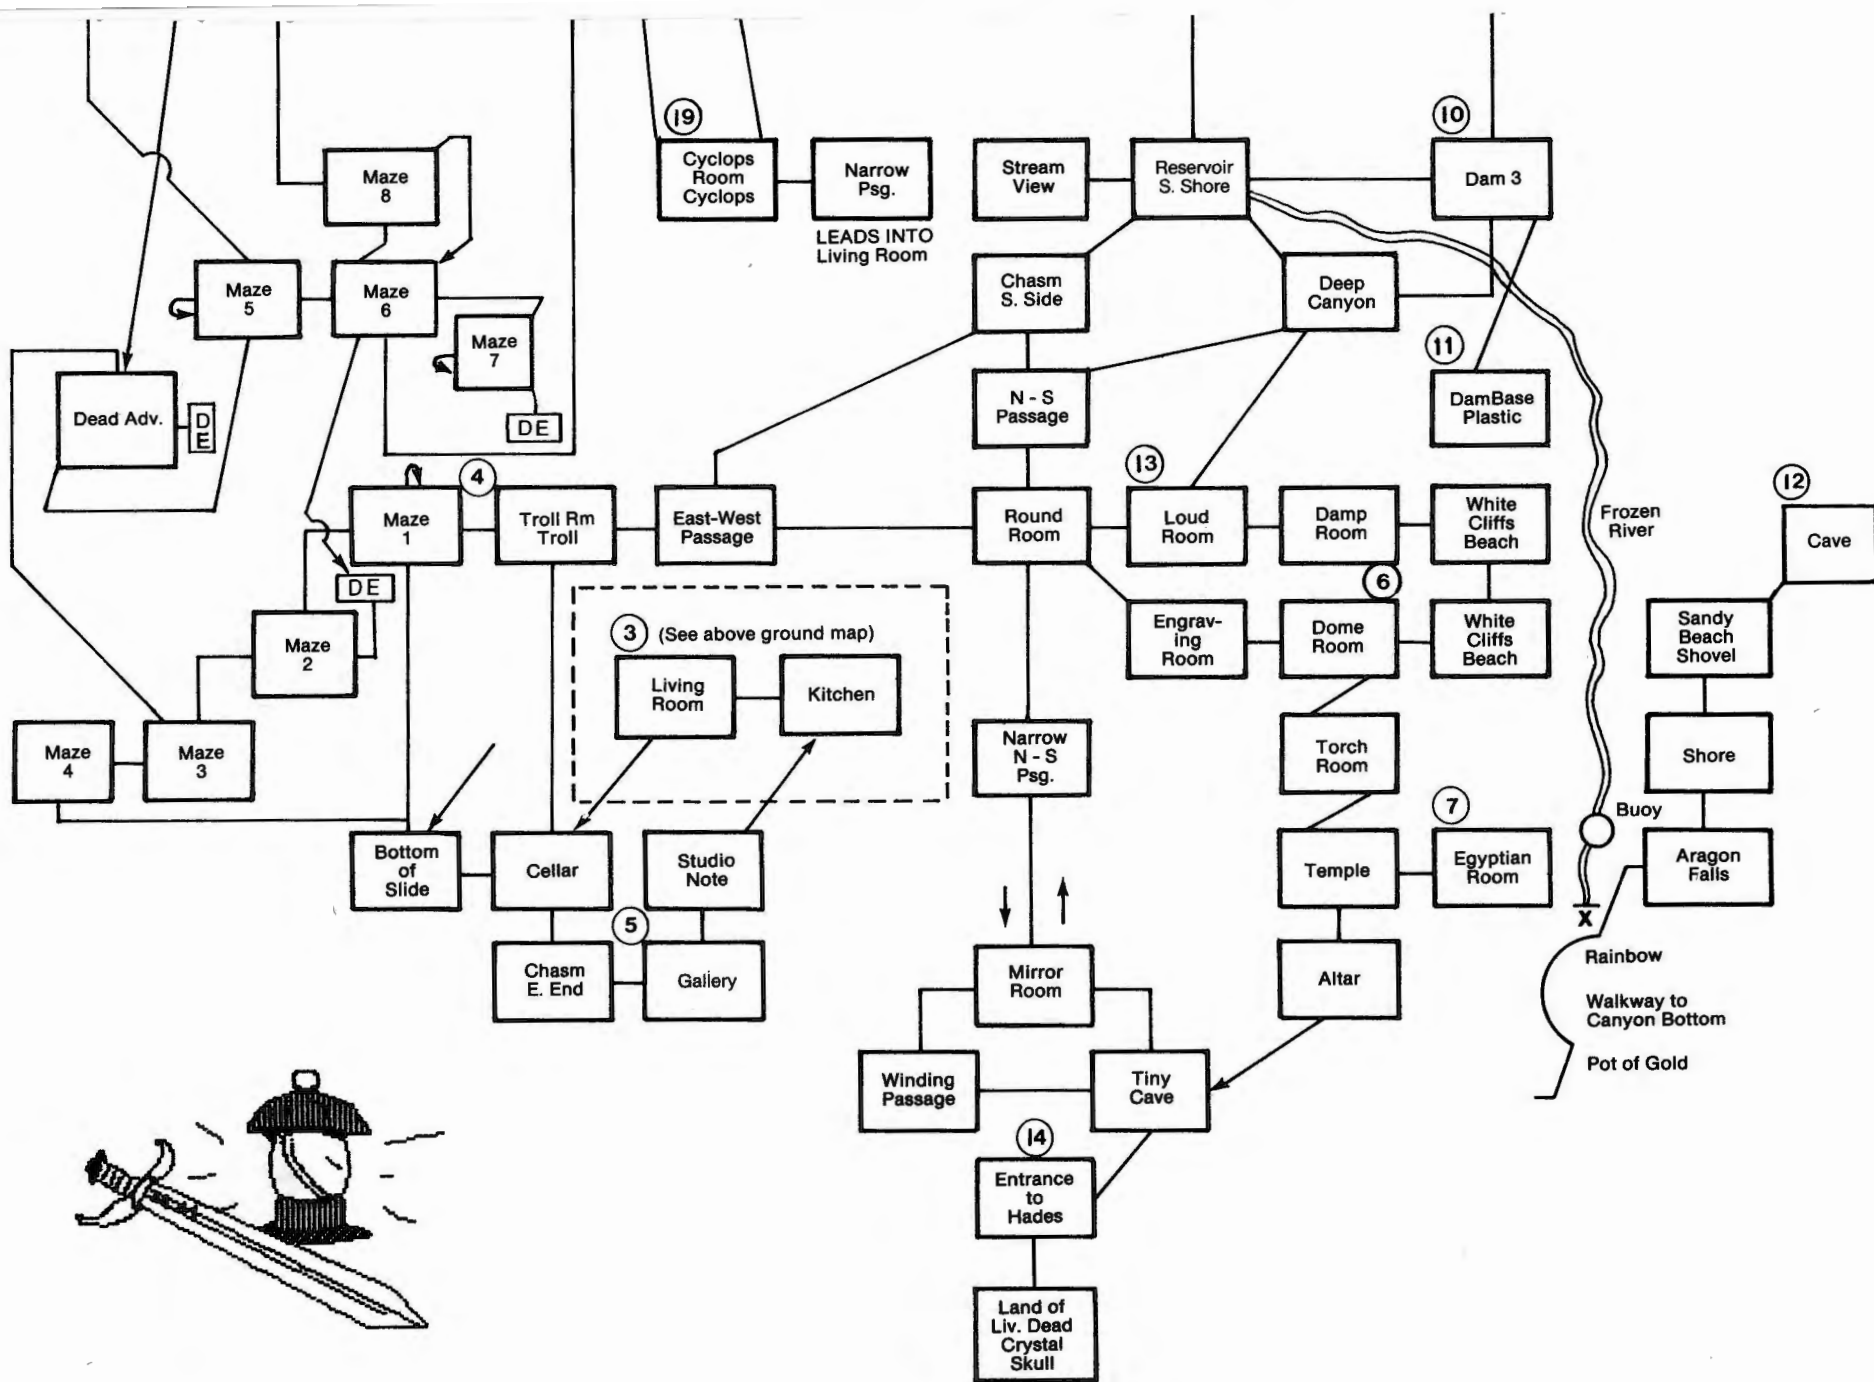 19
10
Maze
8
Cyclops
Room
Cyclops
Narrow
Psg.
LEADS INTO
Living Room
Stream
View
Reservoir
S. Shore
Dam 3
Maze
5
Maze
6
Maze
7
DE
Chasm
S. Side
Deep
Canyon
11
Dead Adv.
D
E
N - S
Passage
DamBase
Plastic
4
13
12
Maze
1
Troll Rm
Troll
East-West
Passage
Round
Room
Loud
Room
Damp
Room
White
Cliffs
Beach
Frozen
River
Cave
DE
6
Maze
2
3
(See above ground map)
Living
Room
Kitchen
Engrav-
ing
Room
Dome
Room
White
Cliffs
Beach
Sandy
Beach
Shovel
Maze
4
Maze
3
Narrow
N - S
Psg.
Torch
Room
Shore
7
Buoy
Bottom
of
Slide
Cellar
Studio
Note
Temple
Egyptian
Room
Aragon
Falls
X
5
Chasm
E. End
Gallery
Mirror
Room
Altar
Rainbow
Walkway to
Canyon Bottom
Pot of Gold
Winding
Passage
Tiny
Cave
14
Entrance
to
Hades
Land of
Liv. Dead
Crystal
Skull